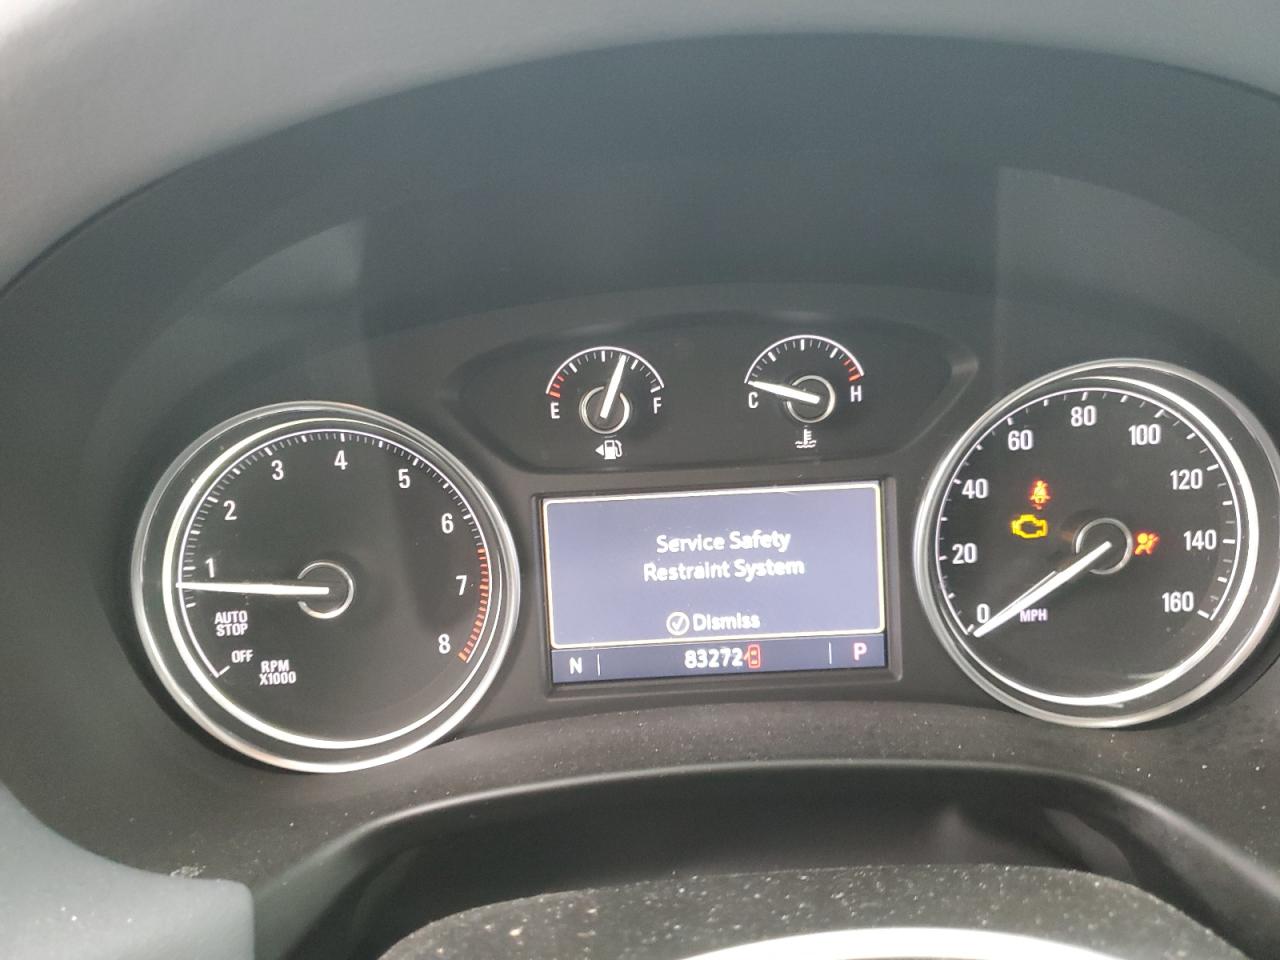 E F
C H
1 2 3 4 5 6 7 8
AUTO
STOP
OFF
RPM
X1000
Service Safety
Restraint System
Dismiss
N 83272 P
0 20 40 60 80 100 120 140 160
MPH